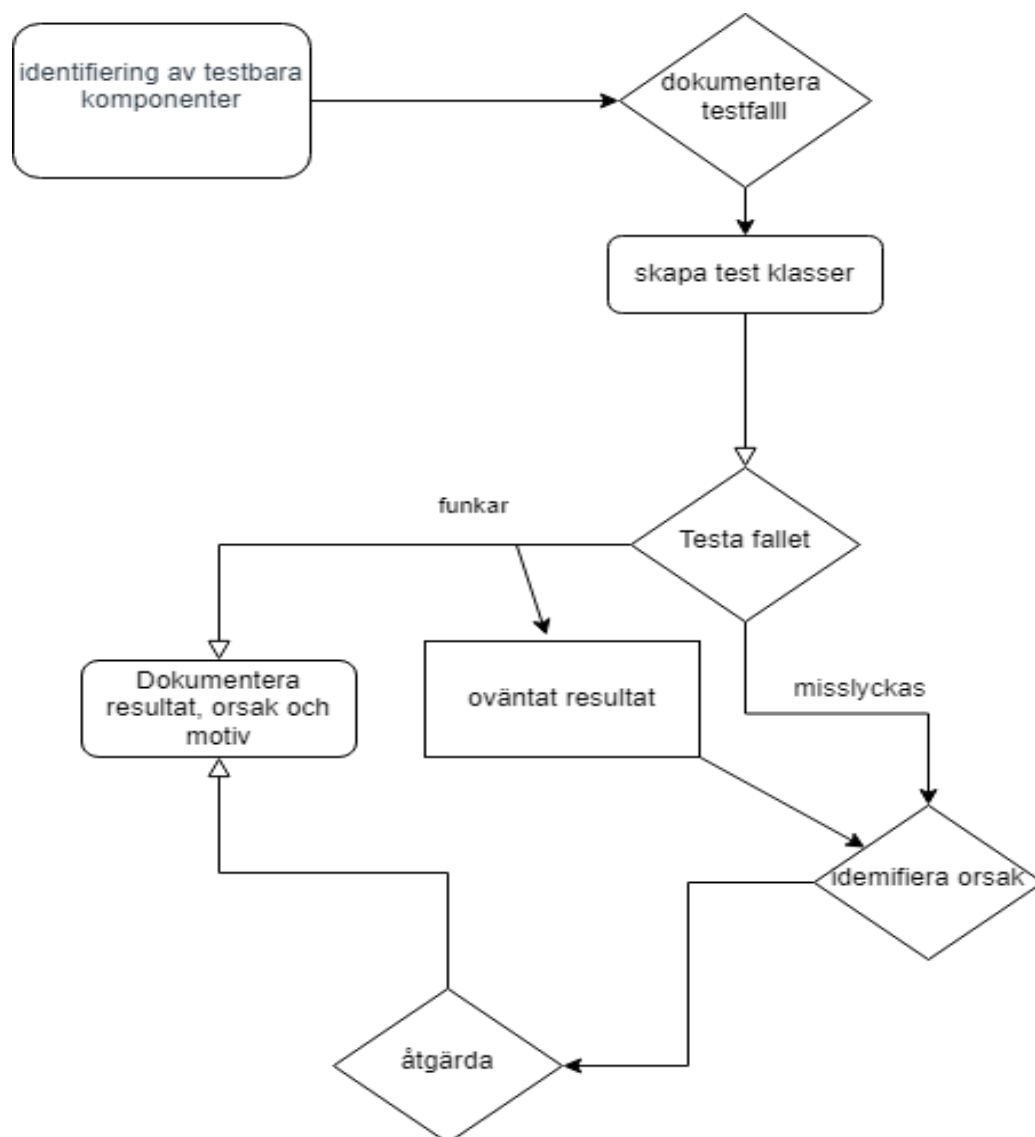 identifiering av testbara
komponenter
dokumentera
testfalll
skapa test klasser
funkar
Testa fallet
Dokumentera
resultat, orsak och
motiv
oväntat resultat
misslyckas
idemifiera orsak
åtgärda